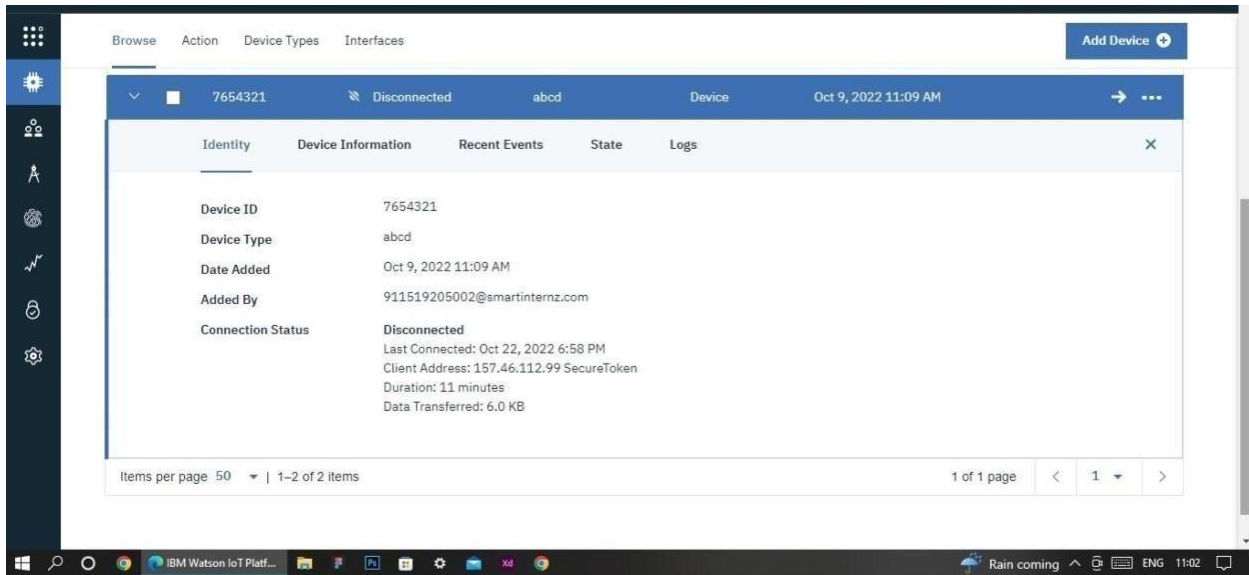 Browse Action Device Types Interfaces Add Device
7654321 Disconnected abcd Device Oct 9, 2022 11:09 AM
Identity Device Information Recent Events State Logs
Device ID 7654321
Device Type abcd
Date Added Oct 9, 2022 11:09 AM
Added By 911519205002@smartinternz.com
Connection Status Disconnected
Last Connected: Oct 22, 2022 6:58 PM
Client Address: 157.46.112.99 SecureToken
Duration: 11 minutes
Data Transferred: 6.0 KB
Items per page 50 | 1–2 of 2 items 1 of 1 page 1
IBM Watson IoT Platf... Ps Xd Rain coming ENG 11:02